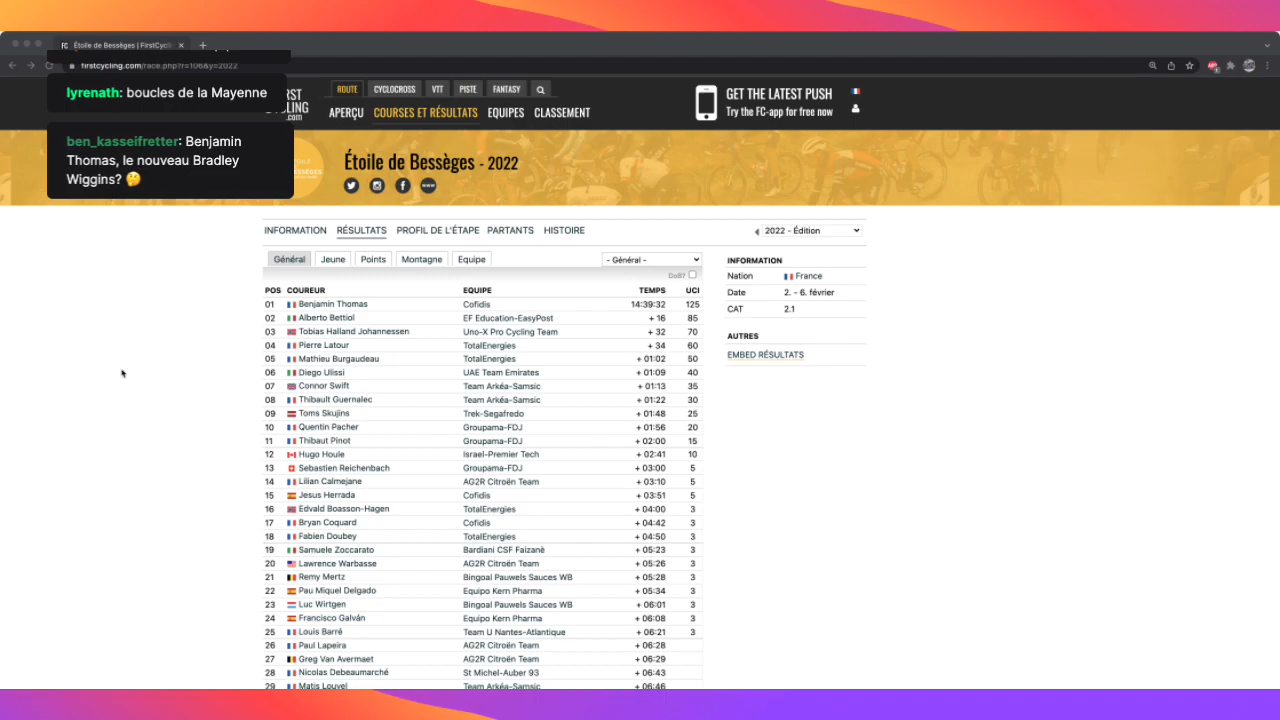 Étoile de Bessèges | FirstCycli
firstcycling.com/race.php?r=106&y=2022
lyrenath: boucles de la Mayenne
ben_kasseifretter: Benjamin
Thomas, le nouveau Bradley
Wiggins? 🤔
ROUTE CYCLOCROSS VTT PISTE FANTASY
APERÇU COURSES ET RÉSULTATS EQUIPES CLASSEMENT
GET THE LATEST PUSH
Try the FC-app for free now
Étoile de Bessèges - 2022
www
INFORMATION RÉSULTATS PROFIL DE L'ÉTAPE PARTANTS HISTOIRE
2022 - Édition
Général Jeune Points Montagne Equipe
- Général -
Do8?
POS COUREUR EQUIPE TEMPS UCI
01 Benjamin Thomas Cofidis 14:39:32 125
02 Alberto Bettiol EF Education-EasyPost + 16 85
03 Tobias Halland Johannessen Uno-X Pro Cycling Team + 32 70
04 Pierre Latour TotalEnergies + 34 60
05 Mathieu Burgaudeau TotalEnergies + 01:02 50
06 Diego Ulissi UAE Team Emirates + 01:09 40
07 Connor Swift Team Arkéa-Samsic + 01:13 35
08 Thibault Guernalec Team Arkéa-Samsic + 01:22 30
09 Toms Skujins Trek-Segafredo + 01:48 25
10 Quentin Pacher Groupama-FDJ + 01:56 20
11 Thibaut Pinot Groupama-FDJ + 02:00 15
12 Hugo Houle Israel-Premier Tech + 02:41 10
13 Sebastien Reichenbach Groupama-FDJ + 03:00 5
14 Lilian Calmejane AG2R Citroën Team + 03:10 5
15 Jesus Herrada Cofidis + 03:51 5
16 Edvald Boasson-Hagen TotalEnergies + 04:00 3
17 Bryan Coquard Cofidis + 04:42 3
18 Fabien Doubey TotalEnergies + 04:50 3
19 Samuele Zoccarato Bardiani CSF Faizanè + 05:23 3
20 Lawrence Warbasse AG2R Citroën Team + 05:26 3
21 Remy Mertz Bingoal Pauwels Sauces WB + 05:28 3
22 Pau Miquel Delgado Equipo Kern Pharma + 05:34 3
23 Luc Wirtgen Bingoal Pauwels Sauces WB + 06:01 3
24 Francisco Galván Equipo Kern Pharma + 06:08 3
25 Louis Barré Team U Nantes-Atlantique + 06:21 3
26 Paul Lapeira AG2R Citroën Team + 06:28
27 Greg Van Avermaet AG2R Citroën Team + 06:29
28 Nicolas Debeaumarché St Michel-Auber 93 + 06:43
29 Matis Louvel Team Arkéa-Samsic + 06:46
INFORMATION
Nation France
Date 2. - 6. février
CAT 2.1
AUTRES
EMBED RÉSULTATS